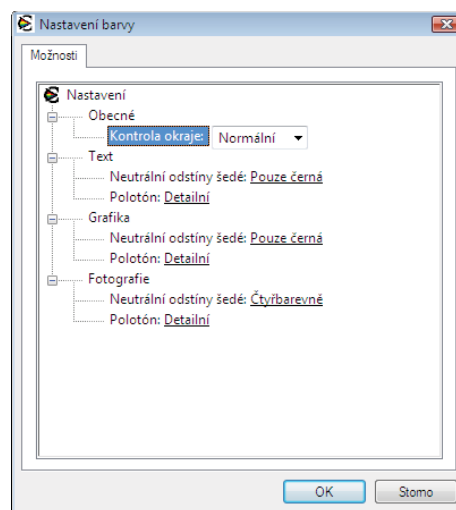 Nastavení barvy
Možnosti
Nastavení
Obecné
Kontrola okraje: Normální
Text
Neutrální odstíny šedé: Pouze černá
Polotón: Detailní
Grafika
Neutrální odstíny šedé: Pouze černá
Polotón: Detailní
Fotografie
Neutrální odstíny šedé: Čtyřbarevně
Polotón: Detailní
OK Storno